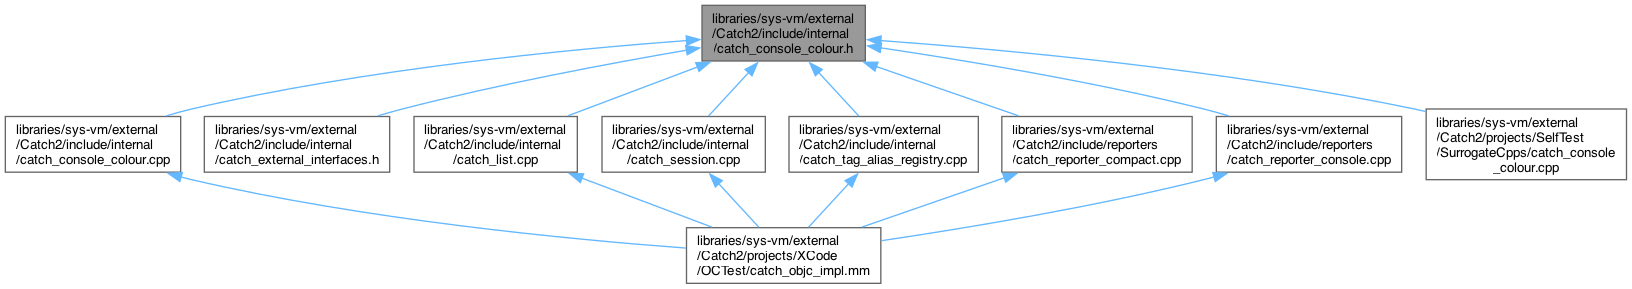 libraries/sys-vm/external
/Catch2/include/internal
/catch_console_colour.h
libraries/sys-vm/external
/Catch2/include/internal
/catch_console_colour.cpp
libraries/sys-vm/external
/Catch2/include/internal
/catch_external_interfaces.h
libraries/sys-vm/external
/Catch2/include/internal
/catch_list.cpp
libraries/sys-vm/external
/Catch2/include/internal
/catch_session.cpp
libraries/sys-vm/external
/Catch2/include/internal
/catch_tag_alias_registry.cpp
libraries/sys-vm/external
/Catch2/include/reporters
/catch_reporter_compact.cpp
libraries/sys-vm/external
/Catch2/include/reporters
/catch_reporter_console.cpp
libraries/sys-vm/external
/Catch2/projects/SelfTest
/SurrogateCpps/catch_console
_colour.cpp
libraries/sys-vm/external
/Catch2/projects/XCode
/OCTest/catch_objc_impl.mm